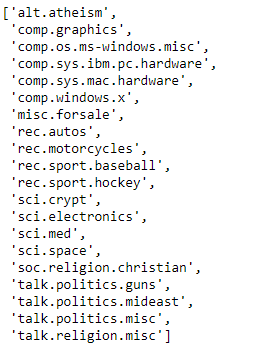 ['alt.atheism',
'comp.graphics',
'comp.os.ms-windows.misc',
'comp.sys.ibm.pc.hardware',
'comp.sys.mac.hardware',
'comp.windows.x',
'misc.forsale',
'rec.autos',
'rec.motorcycles',
'rec.sport.baseball',
'rec.sport.hockey',
'sci.crypt',
'sci.electronics',
'sci.med',
'sci.space',
'soc.religion.christian',
'talk.politics.guns',
'talk.politics.mideast',
'talk.politics.misc',
'talk.religion.misc']